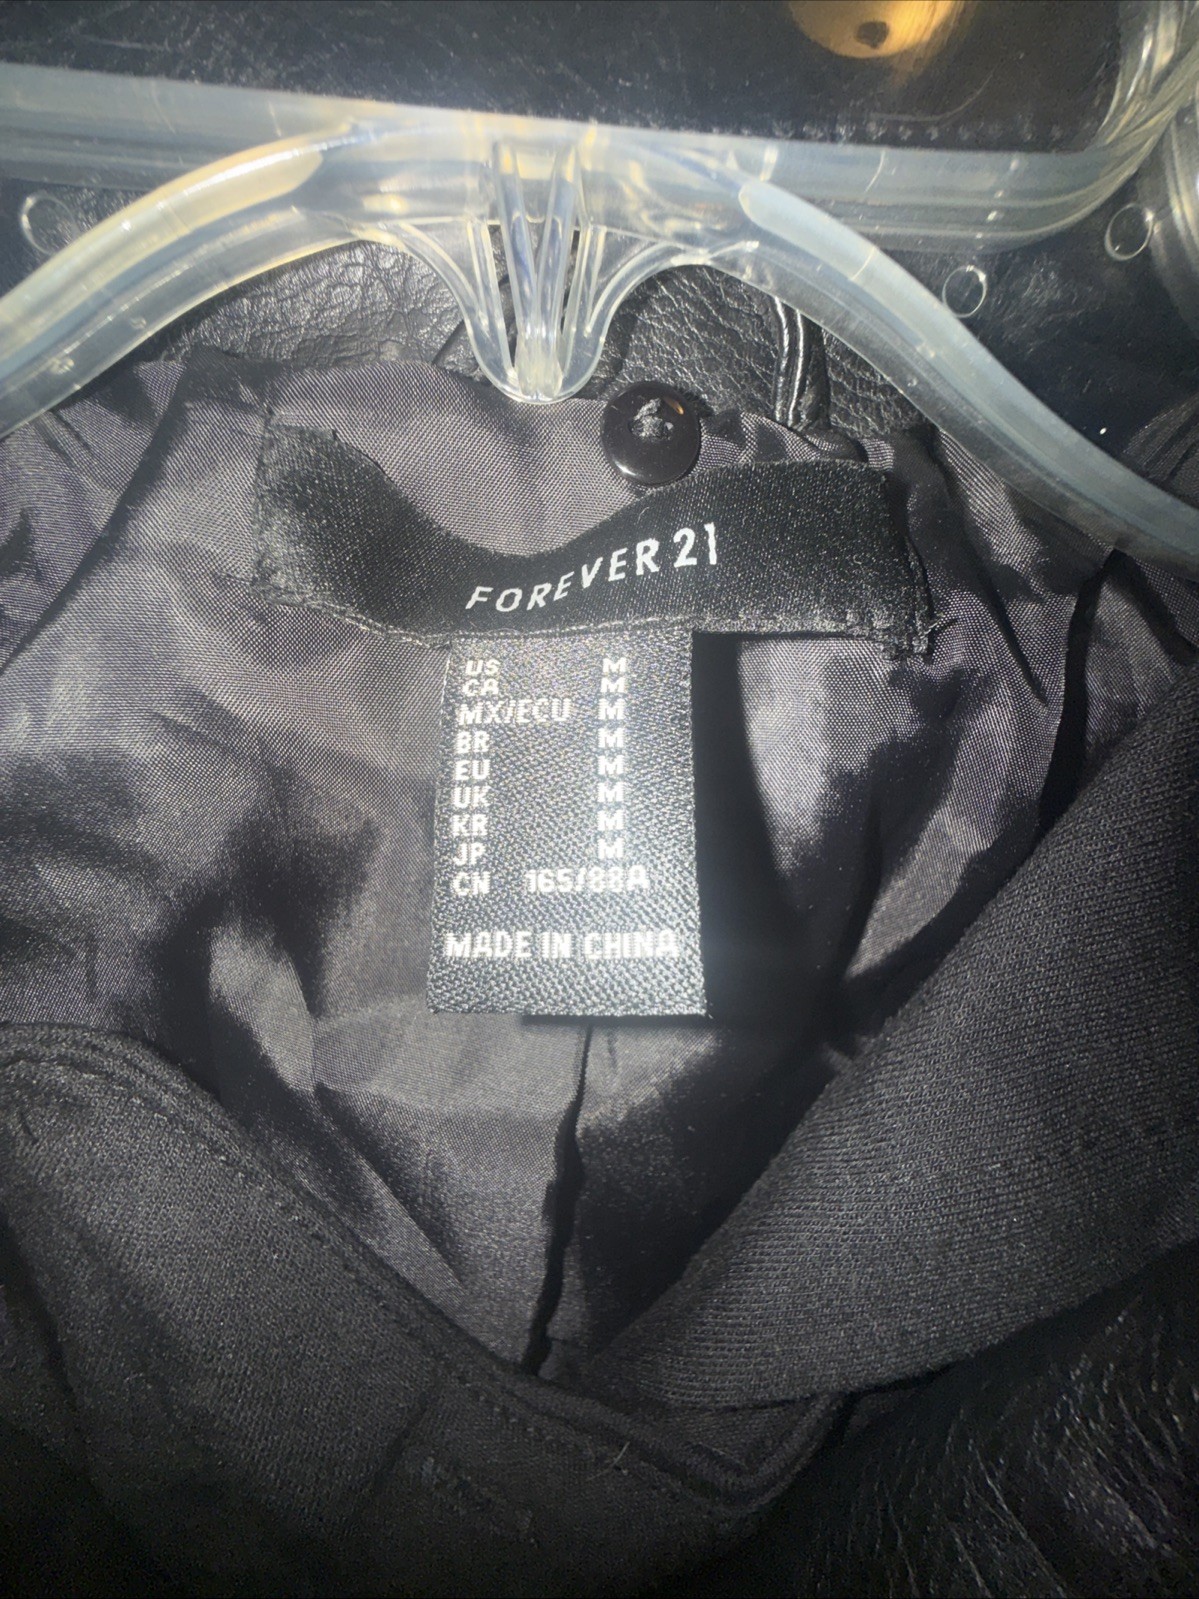 FOREVER 21
US M
CA M
MX/ECU M
BR M
EU M
UK M
KR M
JP M
CN 165/88A
MADE IN CHINA